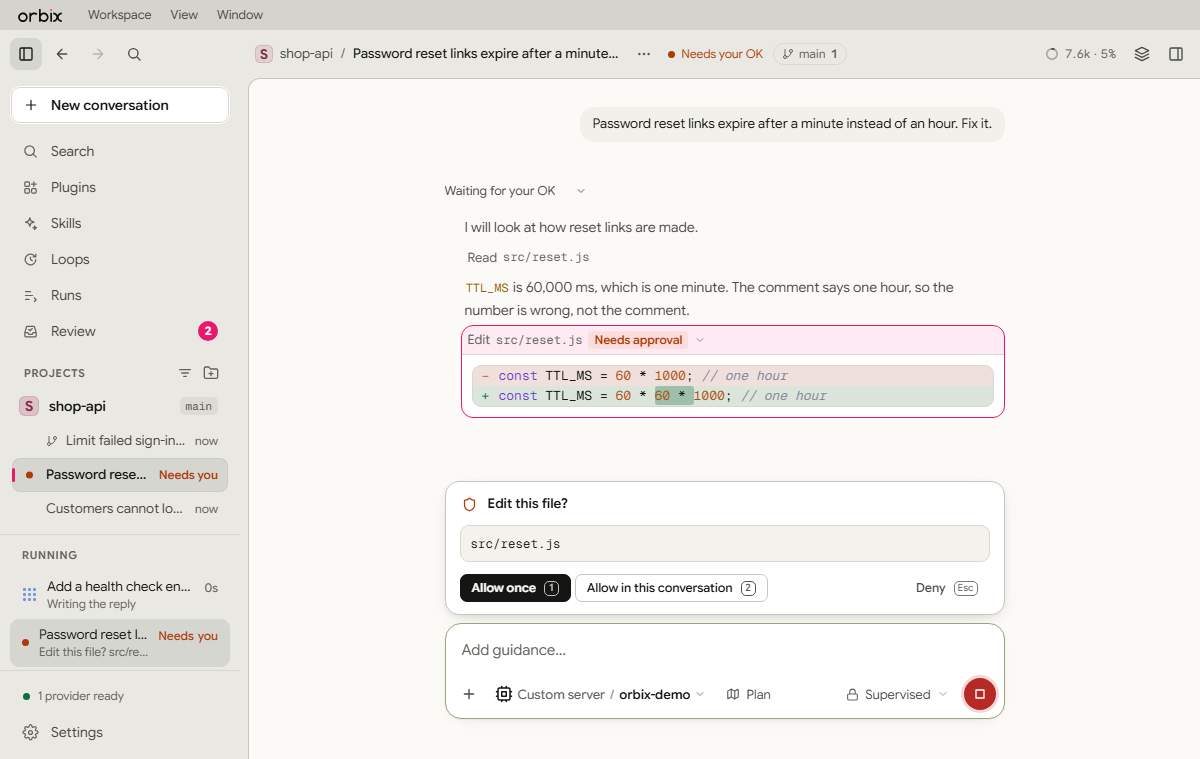 orbix Workspace View Window
S shop-api / Password reset links expire after a minute... ··· Needs your OK main 1 7.6k · 5%
New conversation
Search
Plugins
Skills
Loops
Runs
Review 2
PROJECTS
S shop-api main
Limit failed sign-in... now
Password rese... Needs you
Customers cannot lo... now
RUNNING
Add a health check en... 0s
Writing the reply
Password reset l... Needs you
Edit this file? src/re...
1 provider ready
Settings
Password reset links expire after a minute instead of an hour. Fix it.
Waiting for your OK
I will look at how reset links are made.
Read src/reset.js
TTL_MS is 60,000 ms, which is one minute. The comment says one hour, so the
number is wrong, not the comment.
Edit src/reset.js Needs approval
- const TTL_MS = 60 * 1000; // one hour
+ const TTL_MS = 60 * 60 * 1000; // one hour
Edit this file?
src/reset.js
Allow once 1 Allow in this conversation 2 Deny Esc
Add guidance...
Custom server / orbix-demo Plan Supervised